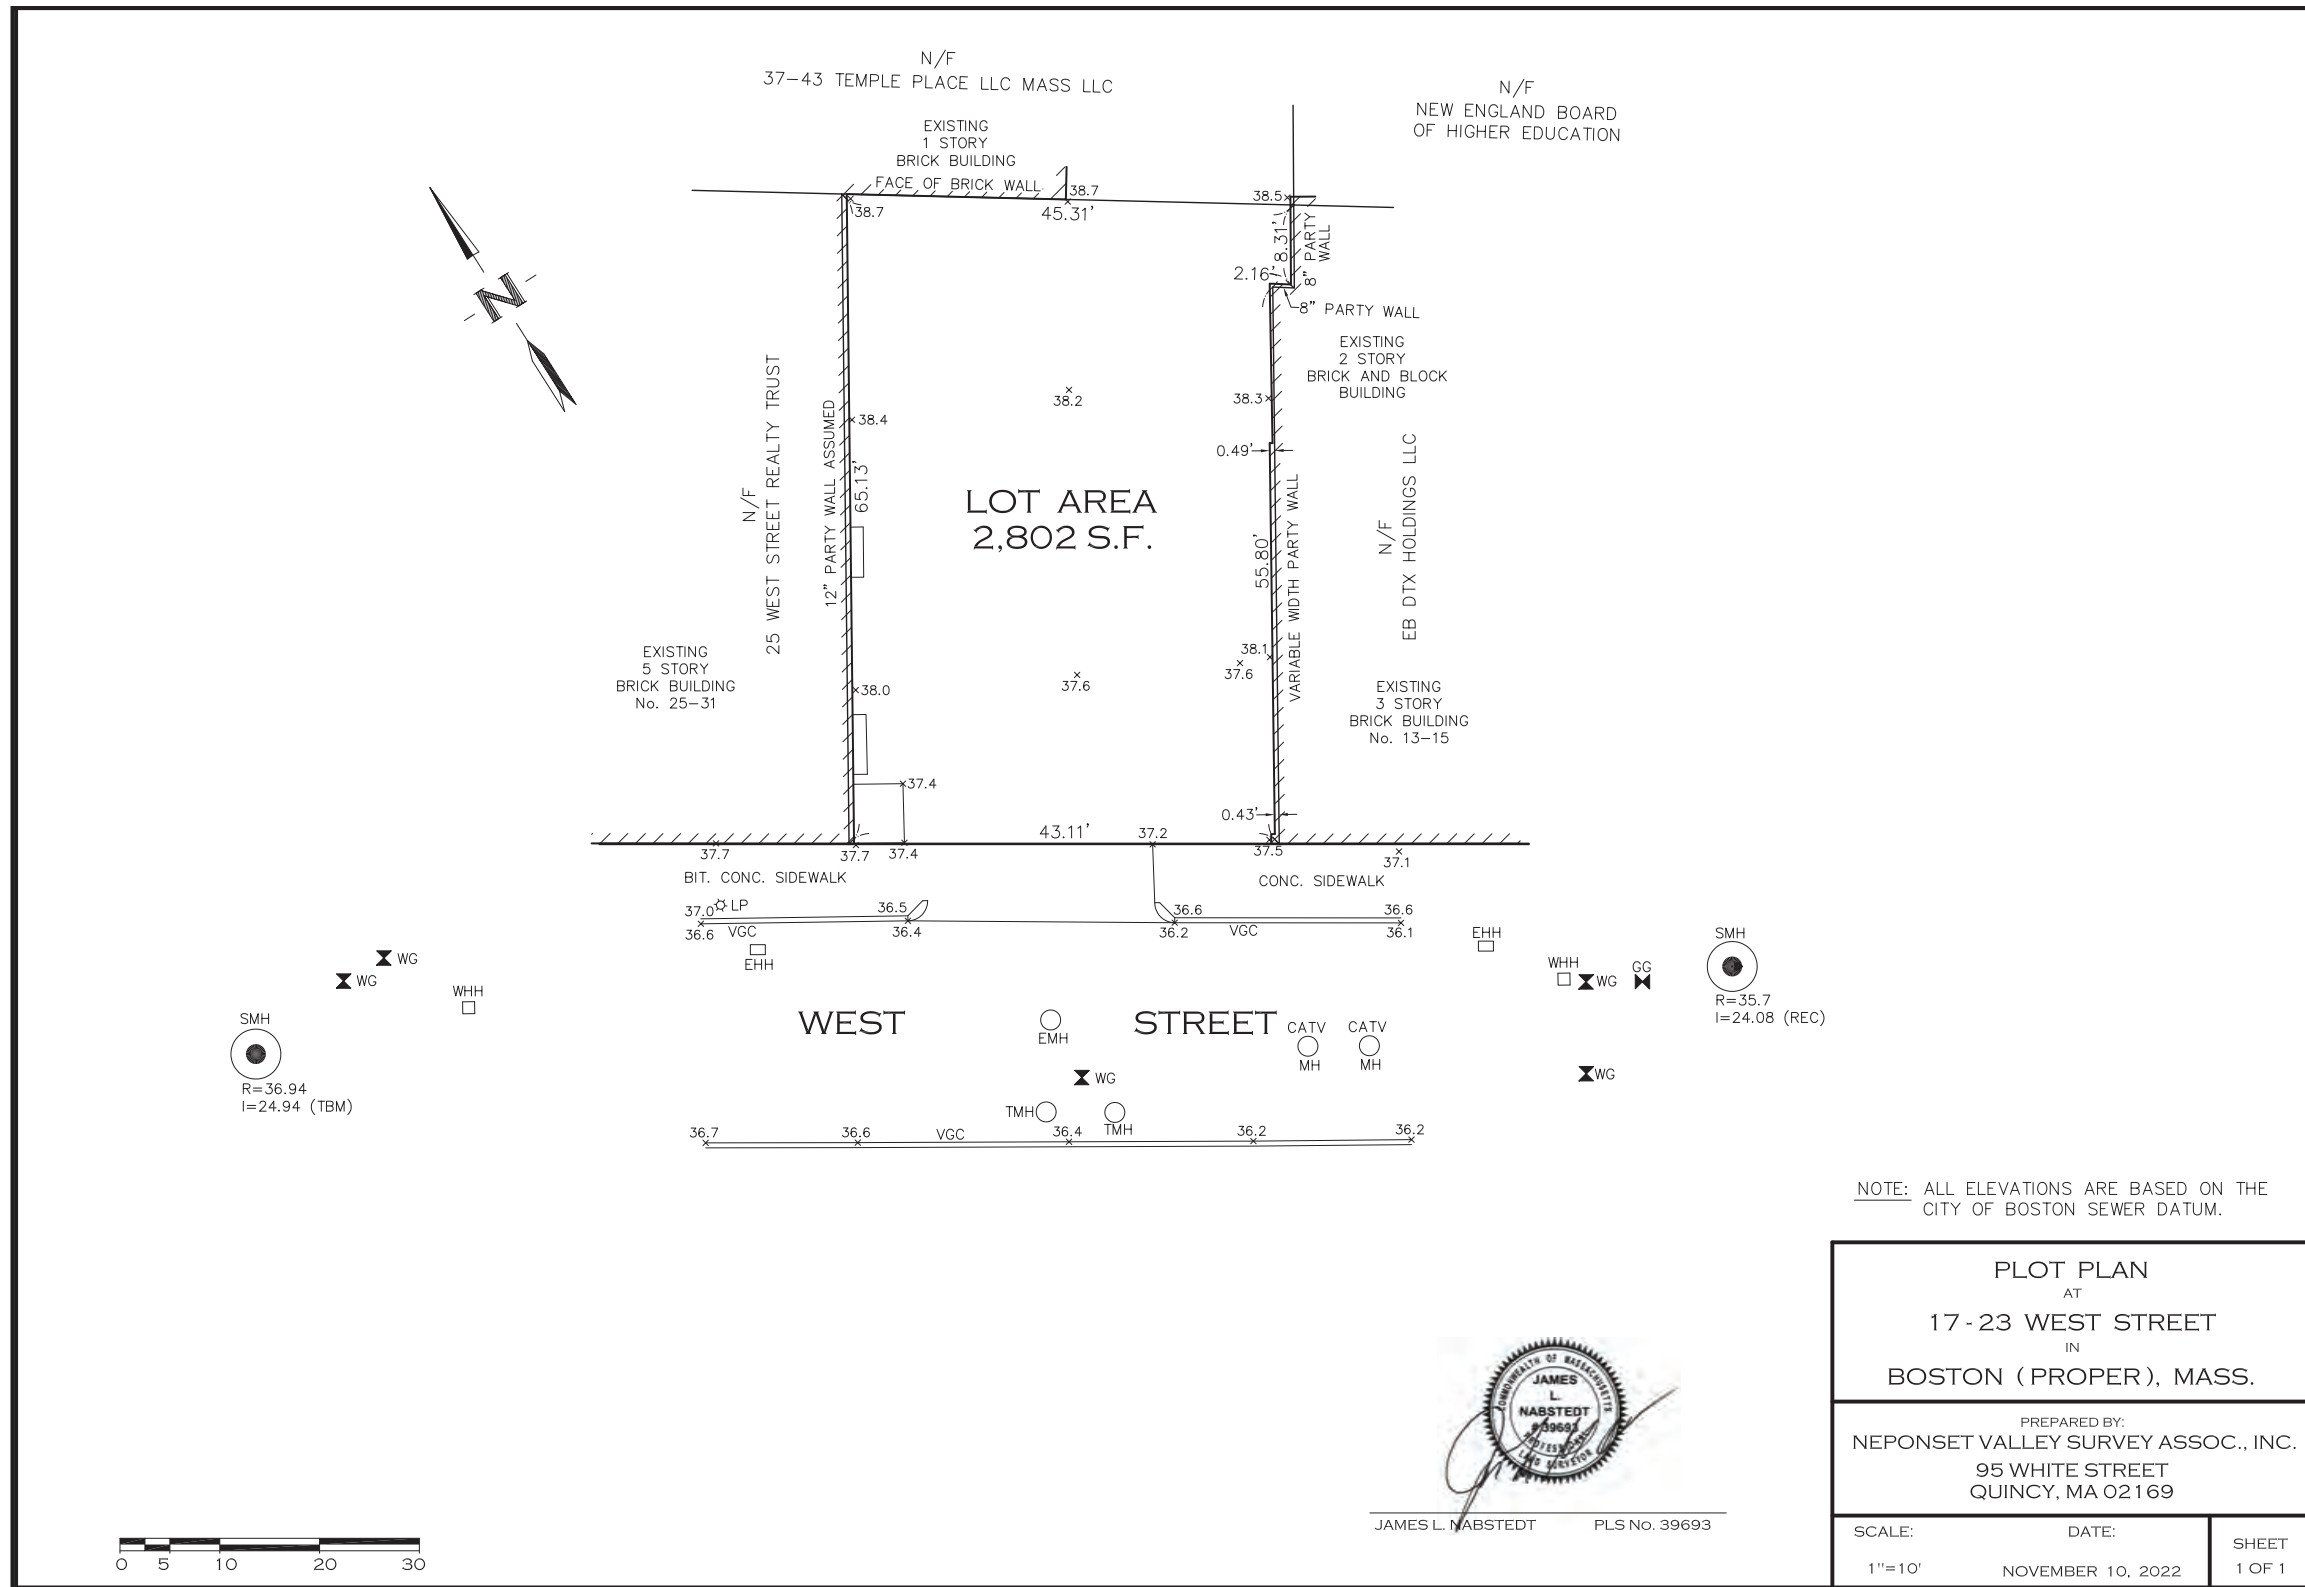 N/F
37-43 TEMPLE PLACE LLC MASS LLC
N/F
NEW ENGLAND BOARD
OF HIGHER EDUCATION
EXISTING
1 STORY
BRICK BUILDING
FACE OF BRICK WALL
38.7
38.5
38.7
45.31'
8.31'
8" PARTY
WALL
2.16'
8" PARTY WALL
N
EXISTING
2 STORY
BRICK AND BLOCK
BUILDING
38.2
38.3
38.4
0.49'
N/F
25 WEST STREET REALTY TRUST
12" PARTY WALL ASSUMED
65.13'
LOT AREA
2,802 S.F.
55.80'
VARIABLE WIDTH PARTY WALL
N/F
EB DTX HOLDINGS LLC
EXISTING
5 STORY
BRICK BUILDING
No. 25-31
38.1
37.6
37.6
38.0
EXISTING
3 STORY
BRICK BUILDING
No. 13-15
37.4
0.43'
43.11'
37.2
37.7
37.7
37.4
37.5
37.1
BIT. CONC. SIDEWALK
CONC. SIDEWALK
37.0
LP
36.5
36.6
36.6
36.6
VGC
36.4
36.2
VGC
36.1
EHH
EHH
SMH
WG
WG
WHH
WHH
WG
GG
R=35.7
I=24.08 (REC)
SMH
R=36.94
I=24.94 (TBM)
WEST STREET
EMH
CATV
MH
CATV
MH
WG
WG
TMH
TMH
36.7
36.6
VGC
36.4
36.2
36.2
NOTE: ALL ELEVATIONS ARE BASED ON THE
CITY OF BOSTON SEWER DATUM.
PLOT PLAN
AT
17-23 WEST STREET
IN
BOSTON (PROPER), MASS.
PREPARED BY:
NEPONSET VALLEY SURVEY ASSOC., INC.
95 WHITE STREET
QUINCY, MA 02169
SCALE:
1"=10'
DATE:
NOVEMBER 10, 2022
SHEET
1 OF 1
COMMONWEALTH OF MASSACHUSETTS
JAMES
L.
NABSTEDT
#39693
PROFESSIONAL
LAND SURVEYOR
JAMES L. NABSTEDT PLS No. 39693
0 5 10 20 30